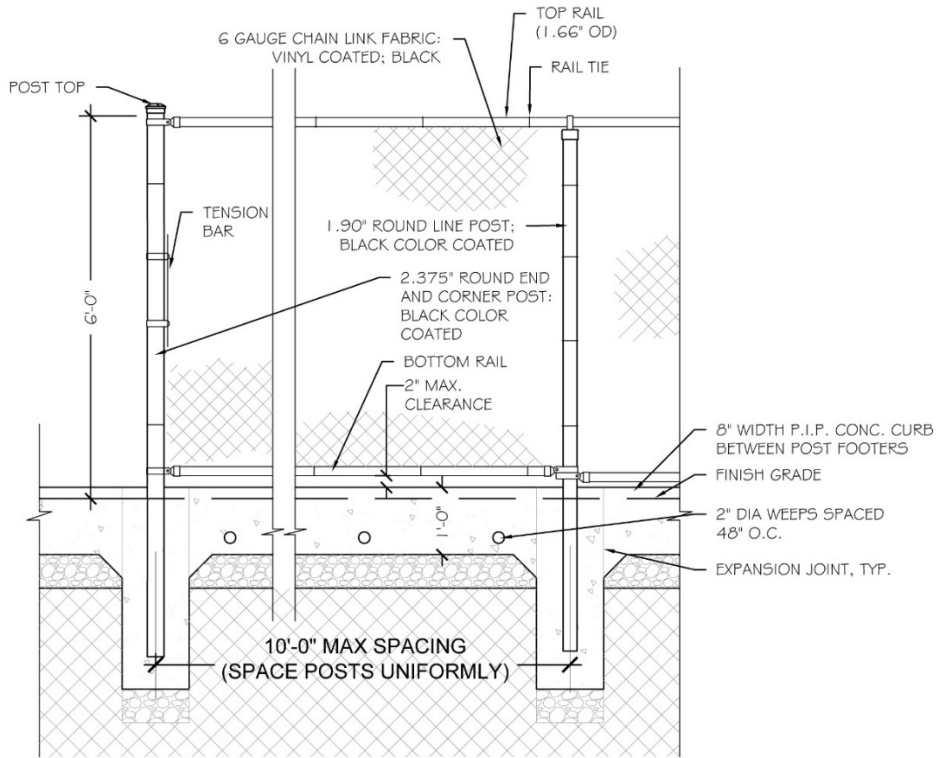 TOP RAIL
(1.66" OD)
6 GAUGE CHAIN LINK FABRIC:
VINYL COATED; BLACK
RAIL TIE
POST TOP
TENSION
BAR
1.90" ROUND LINE POST;
BLACK COLOR COATED
6'-0"
2.375" ROUND END
AND CORNER POST:
BLACK COLOR
COATED
BOTTOM RAIL
2" MAX.
CLEARANCE
8" WIDTH P.I.P. CONC. CURB
BETWEEN POST FOOTERS
FINISH GRADE
1'-0"
2" DIA WEEPS SPACED
48" O.C.
EXPANSION JOINT, TYP.
10'-0" MAX SPACING
(SPACE POSTS UNIFORMLY)